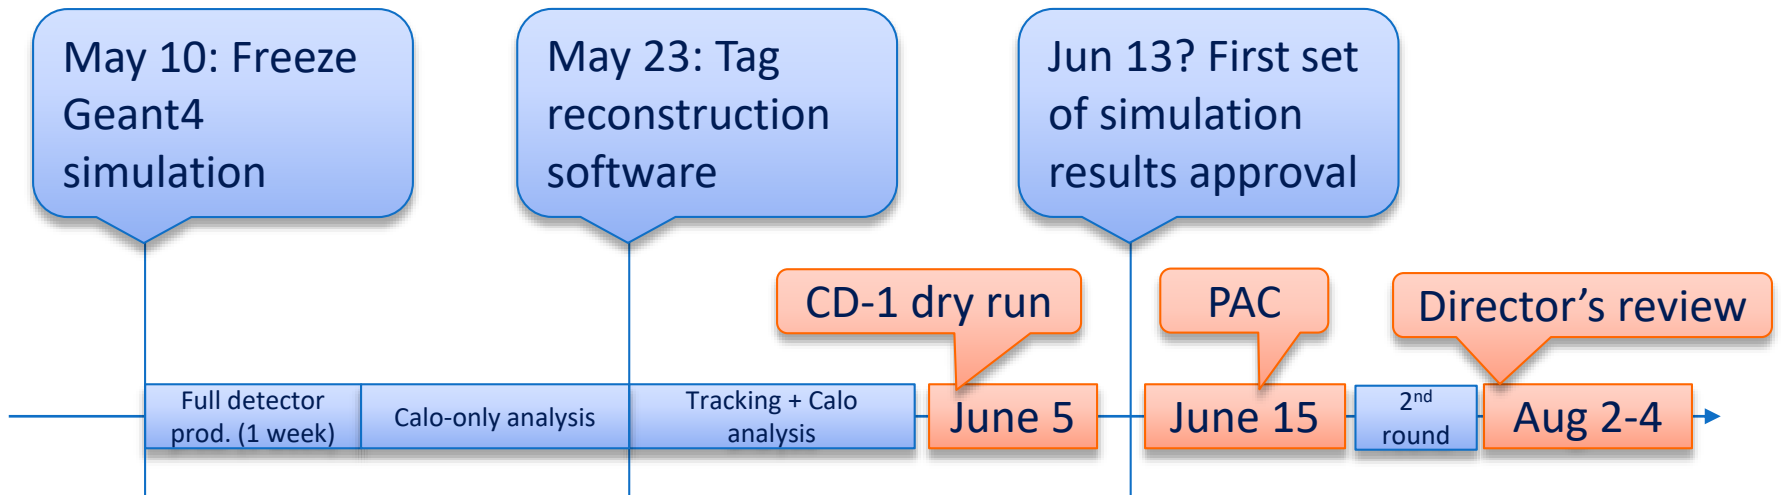 May 10: Freeze
Geant4
simulation
May 23: Tag
reconstruction
software
Jun 13? First set
of simulation
results approval
CD-1 dry run
PAC
Director’s review
Full detector
prod. (1 week)
Calo-only analysis
Tracking + Calo
analysis
June 5
June 15
2nd
round
Aug 2-4